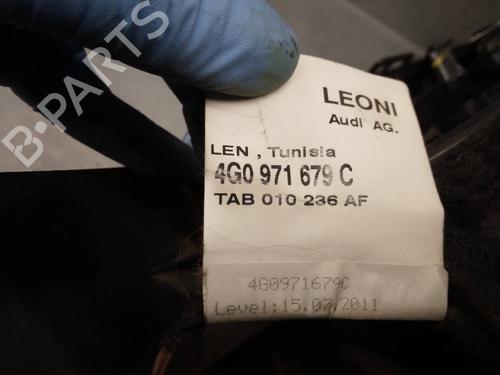 B-PARTS
LEONI
Audi AG.
LEN , Tunisia
4G0 971 679 C
TAB 010 236 AF
4G0971679C
Level:15.07.2011